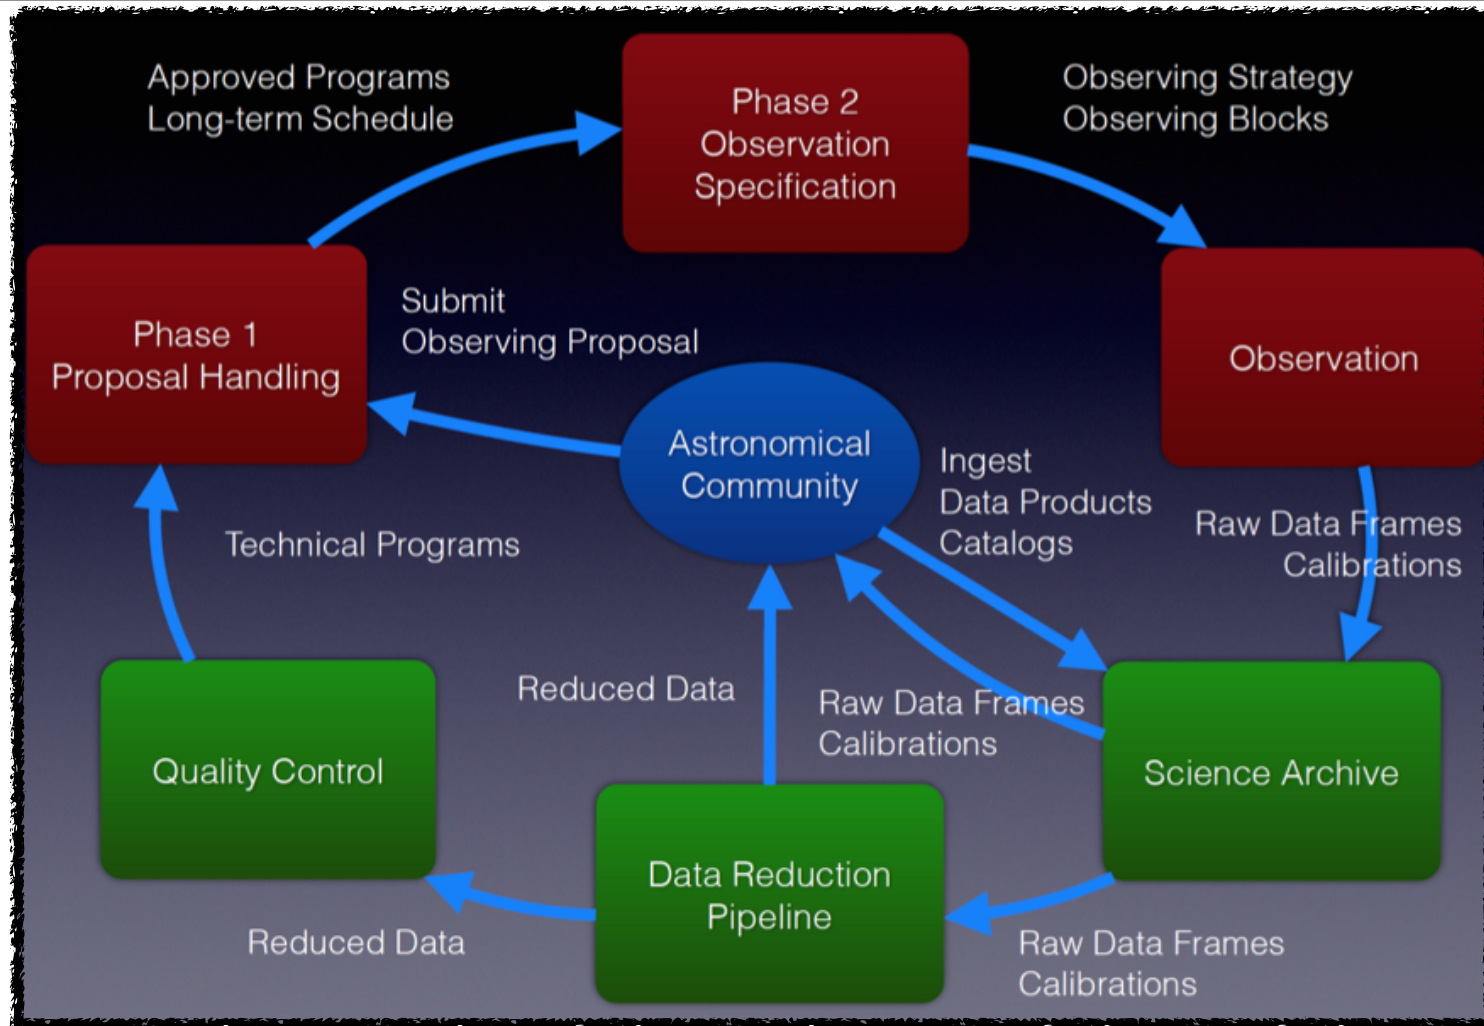 Approved Programs
Long-term Schedule
Phase 2
Observation
Specification
Observing Strategy
Observing Blocks
Phase 1
Proposal Handling
Submit
Observing Proposal
Observation
Astronomical
Community
Ingest
Data Products
Catalogs
Raw Data Frames
Calibrations
Technical Programs
Quality Control
Reduced Data
Raw Data Frames
Calibrations
Science Archive
Data Reduction
Pipeline
Reduced Data
Raw Data Frames
Calibrations